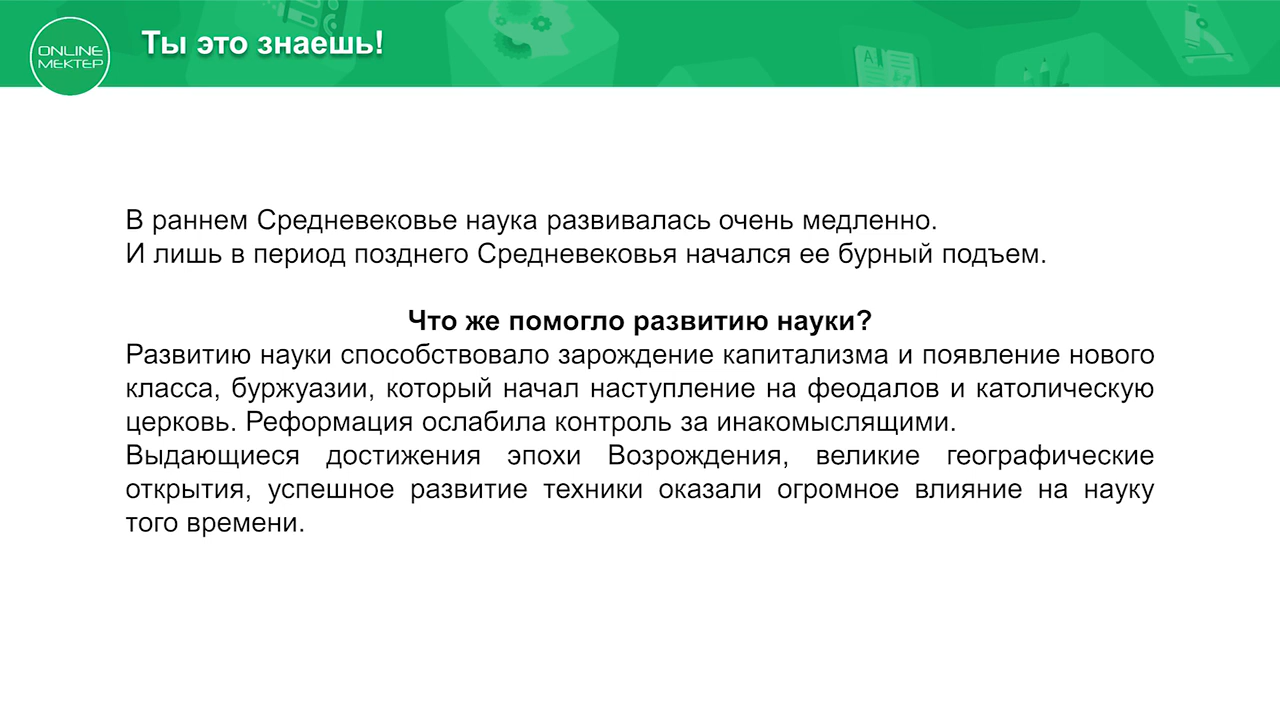 ONLINE
МЕКТЕР
Ты это знаешь!
В раннем Средневековье наука развивалась очень медленно.
И лишь в период позднего Средневековья начался ее бурный подъем.
Что же помогло развитию науки?
Развитию науки способствовало зарождение капитализма и появление нового
класса, буржуазии, который начал наступление на феодалов и католическую
церковь. Реформация ослабила контроль за инакомыслящими.
Выдающиеся достижения эпохи Возрождения, великие географические
открытия, успешное развитие техники оказали огромное влияние на науку
того времени.